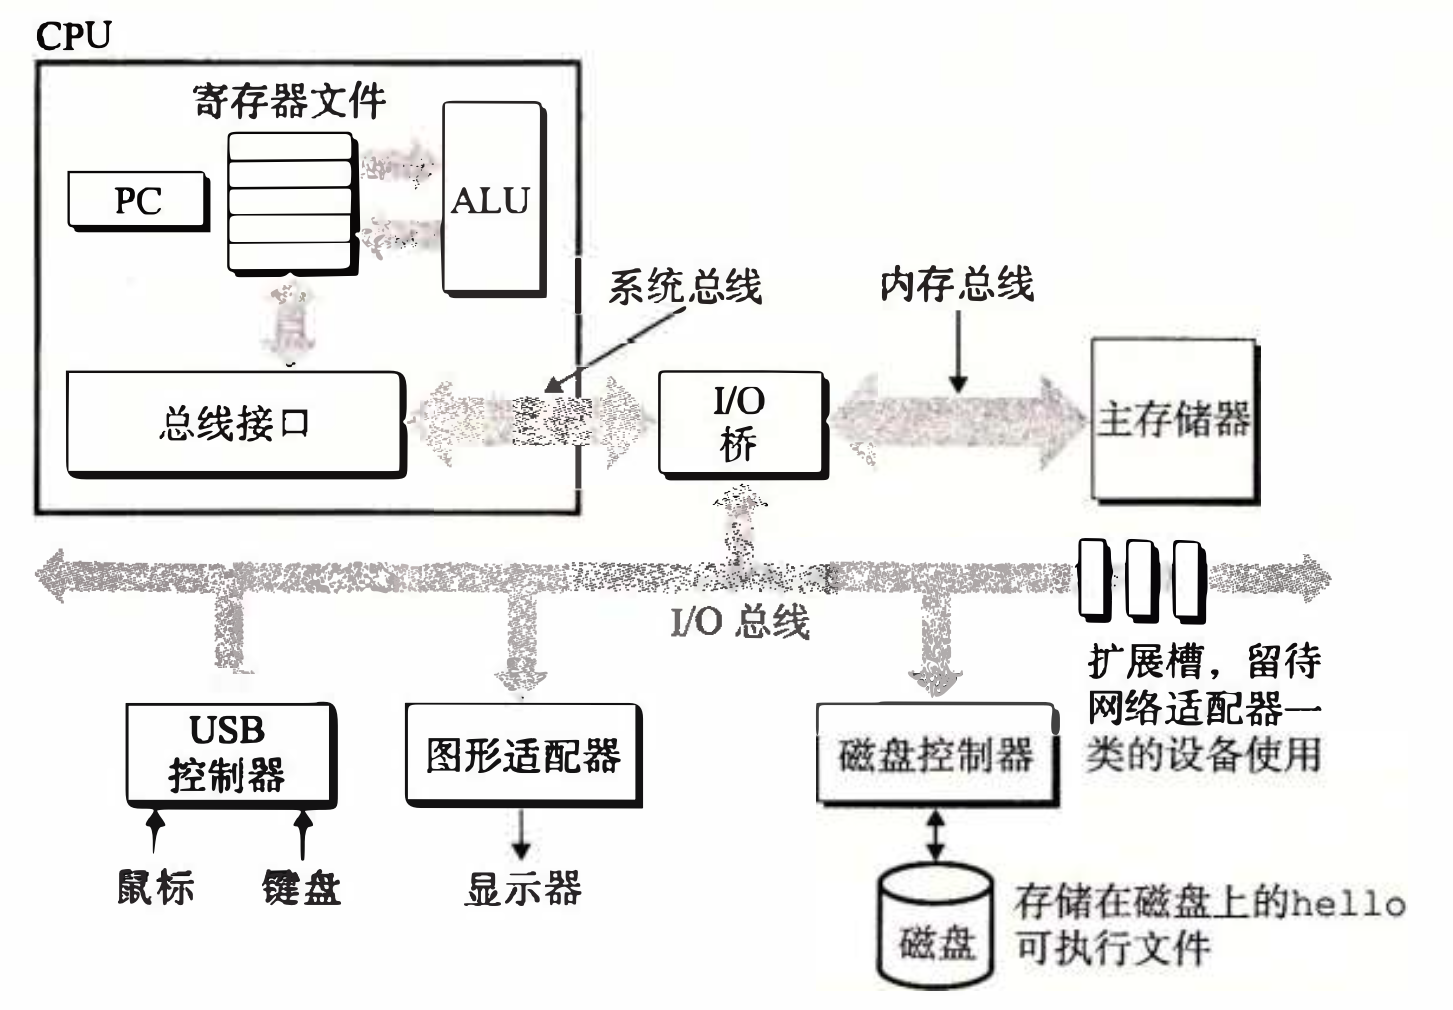 CPU
寄存器文件
PC
ALU
系统总线
内存总线
总线接口
I/O
桥
主存储器
I/O 总线
扩展槽，留待
网络适配器一
类的设备使用
USB
控制器
图形适配器
磁盘控制器
鼠标
键盘
显示器
磁盘
存储在磁盘上的hello
可执行文件